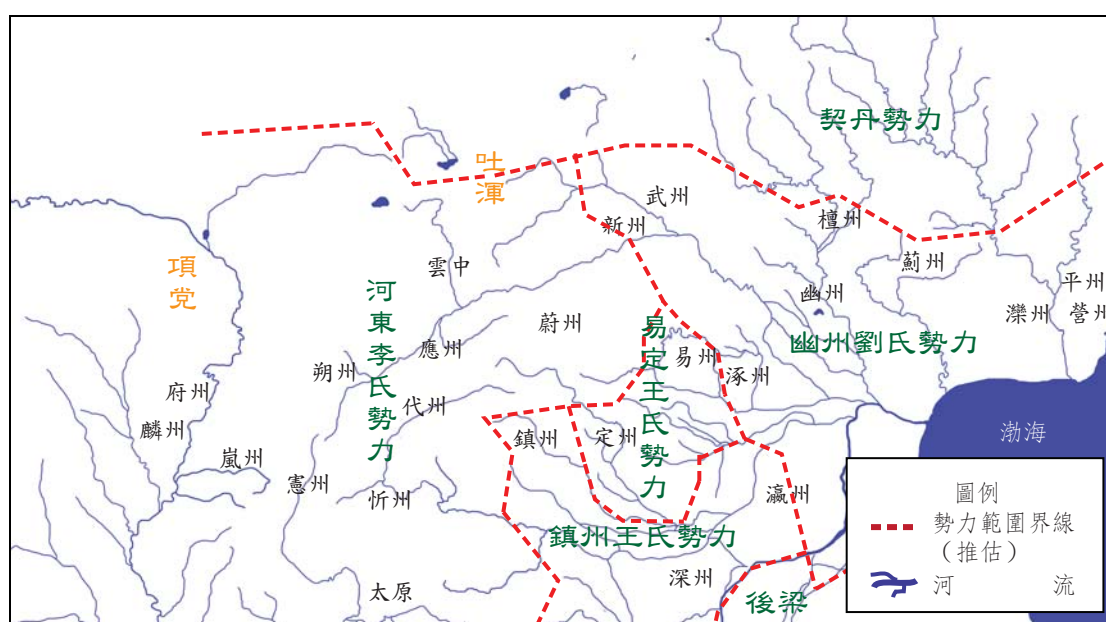 契丹勢力
吐渾
武州
新州
檀州
薊州
平州
營州
灤州
幽州
幽州劉氏勢力
項党
雲中
河東李氏勢力
蔚州
應州
朔州
易定王氏勢力
易州
涿州
府州
麟州
代州
嵐州
憲州
忻州
鎮州
定州
瀛州
鎮州王氏勢力
深州
太原
後梁
渤海
圖例
勢力範圍界線
（推估）
河 流